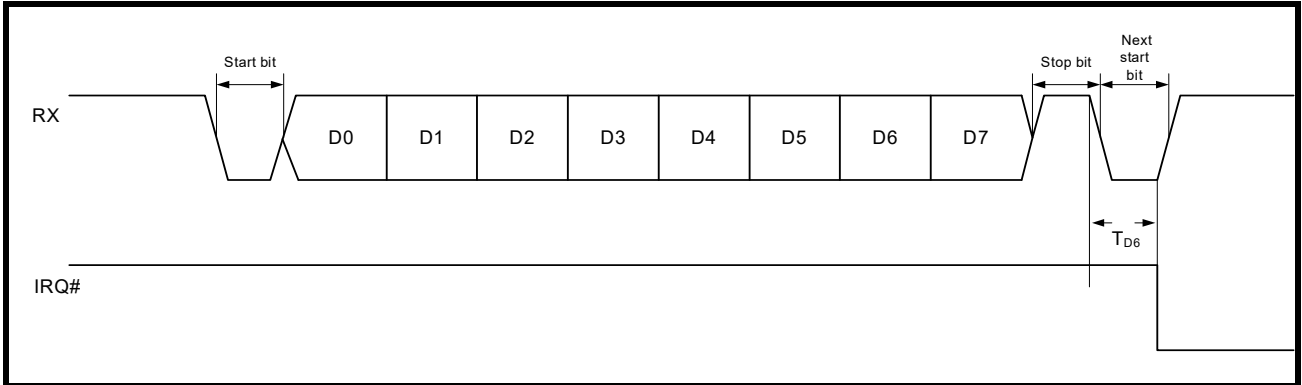 Start bit
Stop bit
Next
start
bit
RX
D0 D1 D2 D3 D4 D5 D6 D7
TD6
IRQ#